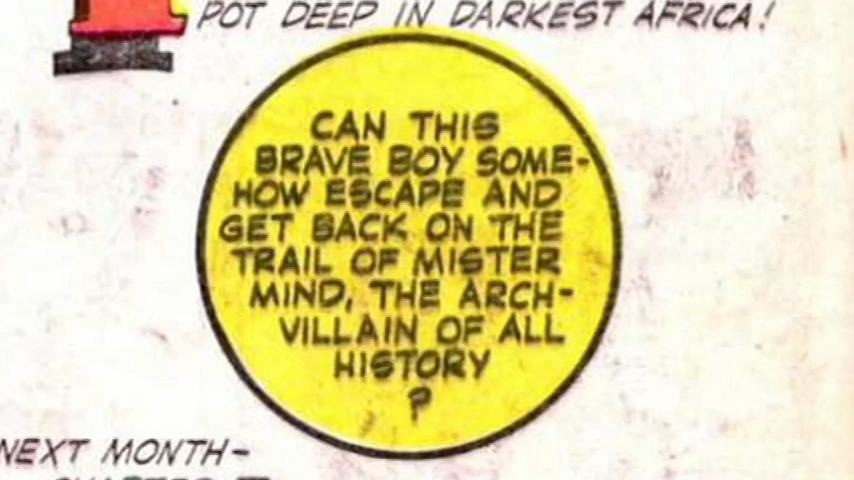 POT DEEP IN DARKEST AFRICA!
CAN THIS
BRAVE BOY SOME-
HOW ESCAPE AND
GET BACK ON THE
TRAIL OF MISTER
MIND, THE ARCH-
VILLAIN OF ALL
HISTORY
?
NEXT MONTH-